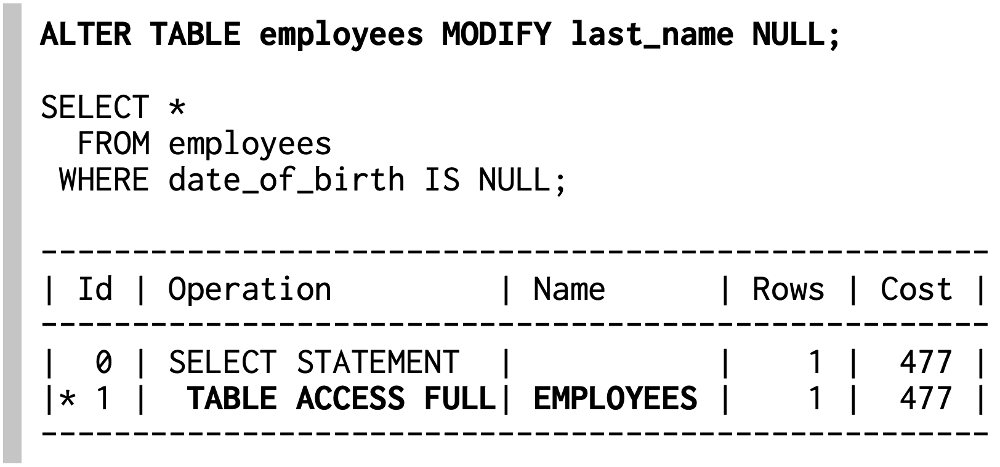 ALTER TABLE employees MODIFY last_name NULL;

SELECT *
  FROM employees
 WHERE date_of_birth IS NULL;

----------------------------------------------------
| Id | Operation         | Name      | Rows | Cost |
----------------------------------------------------
|  0 | SELECT STATEMENT  |           |    1 |  477 |
|* 1 |  TABLE ACCESS FULL| EMPLOYEES |    1 |  477 |
----------------------------------------------------